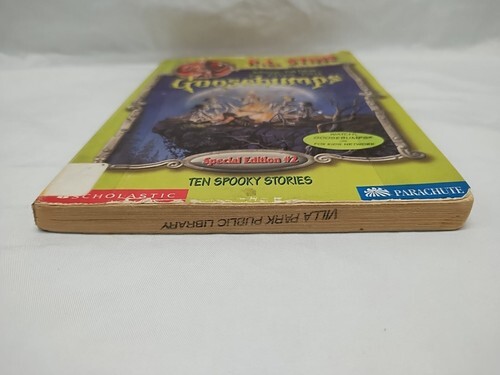 R.L. STINE
Goosebumps
Special Edition #2
TEN SPOOKY STORIES
SCHOLASTIC
PARACHUTE
VILLA PARK PUBLIC LIBRARY